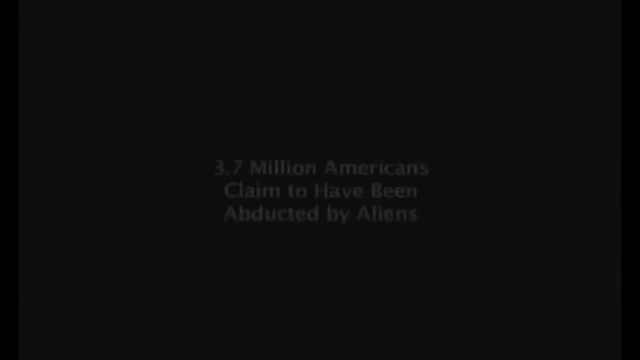 3.7 Million Americans
Claim to Have Been
Abducted by Aliens